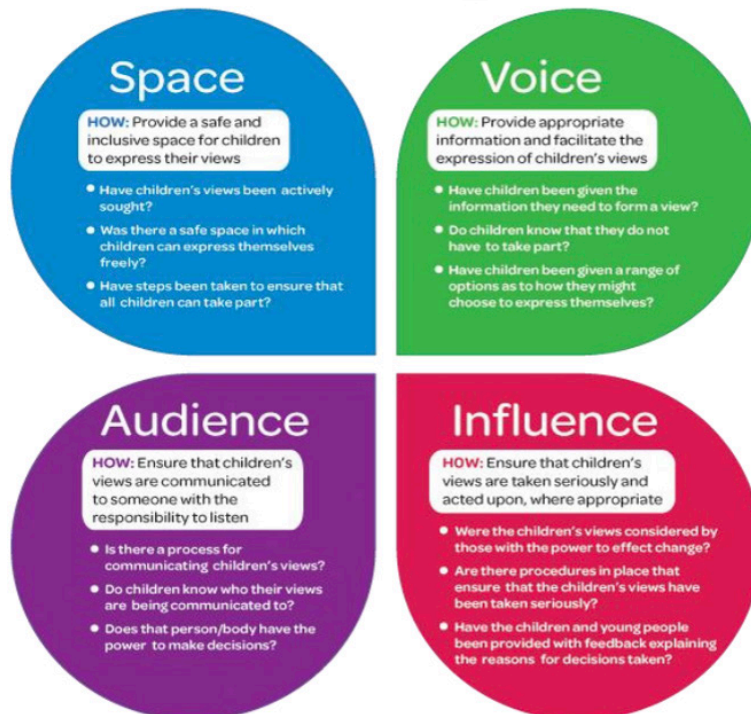 Space
HOW: Provide a safe and
inclusive space for children
to express their views
• Have children's views been actively
sought?
• Was there a safe space in which
children can express themselves
freely?
• Have steps been taken to ensure that
all children can take part?
Voice
HOW: Provide appropriate
information and facilitate the
expression of children's views
• Have children been given the
information they need to form a view?
• Do children know that they do not
have to take part?
• Have children been given a range of
options as to how they might
choose to express themselves?
Audience
HOW: Ensure that children's
views are communicated
to someone with the
responsibility to listen
• Is there a process for
communicating children's views?
• Do children know who their views
are being communicated to?
• Does that person/body have the
power to make decisions?
Influence
HOW: Ensure that children's
views are taken seriously and
acted upon, where appropriate
• Were the children's views considered by
those with the power to effect change?
• Are there procedures in place that
ensure that the children's views have
been taken seriously?
• Have the children and young people
been provided with feedback explaining
the reasons for decisions taken?